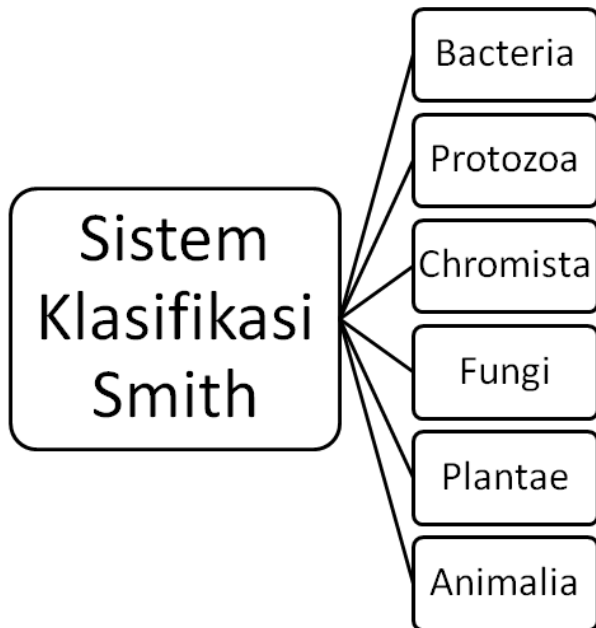 Sistem
Klasifikasi
Smith
Bacteria
Protozoa
Chromista
Fungi
Plantae
Animalia